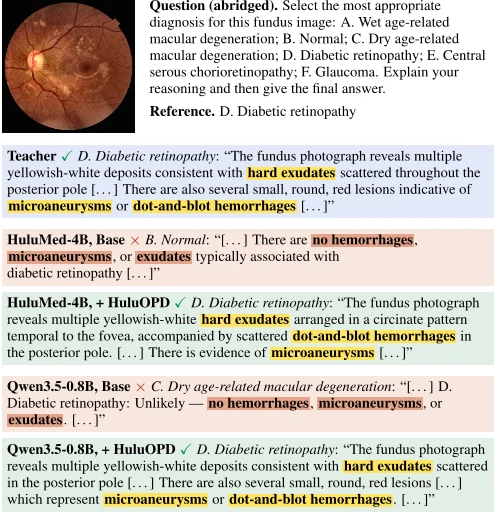 Question (abridged). Select the most appropriate
diagnosis for this fundus image: A. Wet age-related
macular degeneration; B. Normal; C. Dry age-related
macular degeneration; D. Diabetic retinopathy; E. Central
serous chorioretinopathy; F. Glaucoma. Explain your
reasoning and then give the final answer.
Reference. D. Diabetic retinopathy
Teacher ✓ D. Diabetic retinopathy: “The fundus photograph reveals multiple
yellowish-white deposits consistent with hard exudates scattered throughout the
posterior pole [. . . ] There are also several small, round, red lesions indicative of
microaneurysms or dot-and-blot hemorrhages [. . . ]”
HuluMed-4B, Base × B. Normal: “[. . . ] There are no hemorrhages,
microaneurysms, or exudates typically associated with
diabetic retinopathy [. . . ]”
HuluMed-4B, + HuluOPD ✓ D. Diabetic retinopathy: “The fundus photograph
reveals multiple yellowish-white hard exudates arranged in a circinate pattern
temporal to the fovea, accompanied by scattered dot-and-blot hemorrhages in
the posterior pole. [. . . ] There is evidence of microaneurysms [. . . ]”
Qwen3.5-0.8B, Base × C. Dry age-related macular degeneration: “[. . . ] D.
Diabetic retinopathy: Unlikely — no hemorrhages, microaneurysms, or
exudates. [. . . ]”
Qwen3.5-0.8B, + HuluOPD ✓ D. Diabetic retinopathy: “The fundus photograph
reveals multiple yellowish-white deposits consistent with hard exudates scattered
in the posterior pole [. . . ] There are also several small, round, red lesions [. . . ]
which represent microaneurysms or dot-and-blot hemorrhages. [. . . ]”